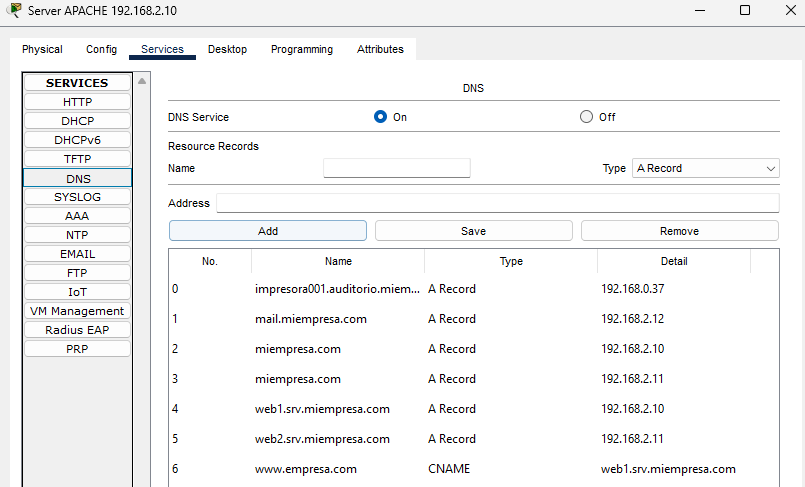 Server APACHE 192.168.2.10
Physical Config Services Desktop Programming Attributes
SERVICES
HTTP
DHCP
DHCPv6
TFTP
DNS
SYSLOG
AAA
NTP
EMAIL
FTP
IoT
VM Management
Radius EAP
PRP
DNS
DNS Service On Off
Resource Records
Name Type A Record
Address
Add Save Remove
No. Name Type Detail
0 impresora001.auditorio.miem... A Record 192.168.0.37
1 mail.miempresa.com A Record 192.168.2.12
2 miempresa.com A Record 192.168.2.10
3 miempresa.com A Record 192.168.2.11
4 web1.srv.miempresa.com A Record 192.168.2.10
5 web2.srv.miempresa.com A Record 192.168.2.11
6 www.empresa.com CNAME web1.srv.miempresa.com